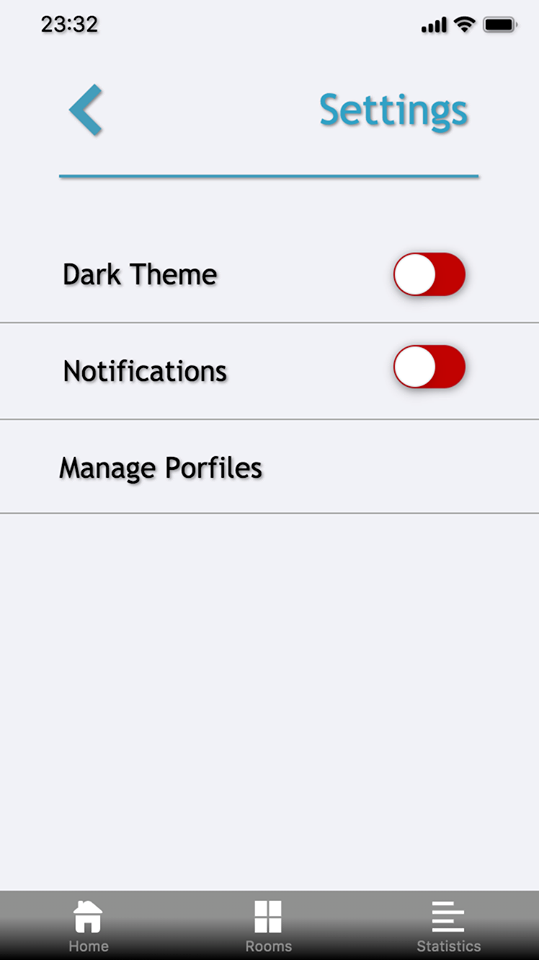 23:32
Settings
Dark Theme
Notifications
Manage Porfiles
Home
Rooms
Statistics